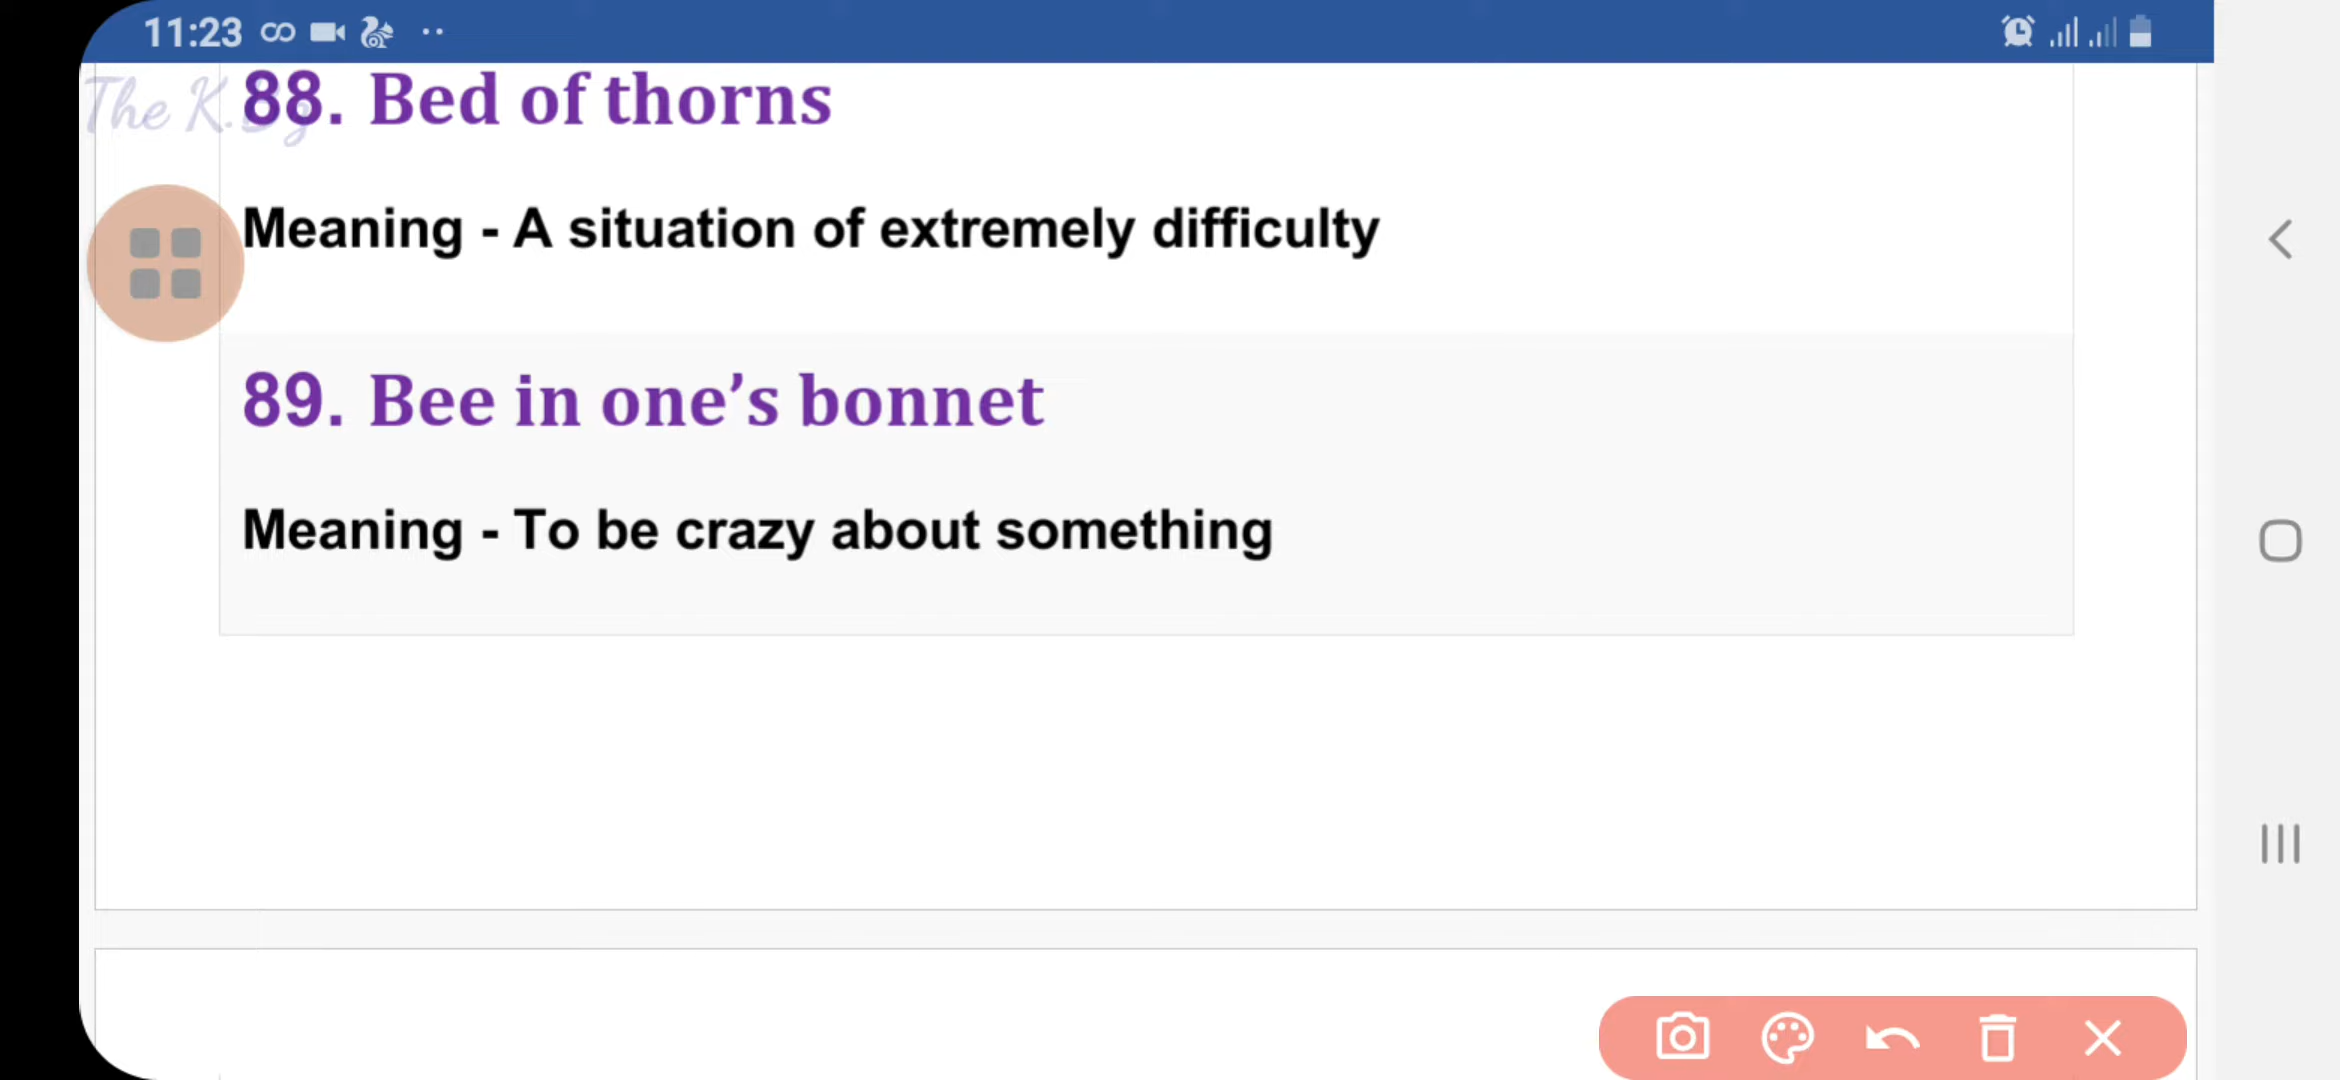 11:23
88. Bed of thorns
The K.
Meaning - A situation of extremely difficulty
89. Bee in one’s bonnet
Meaning - To be crazy about something